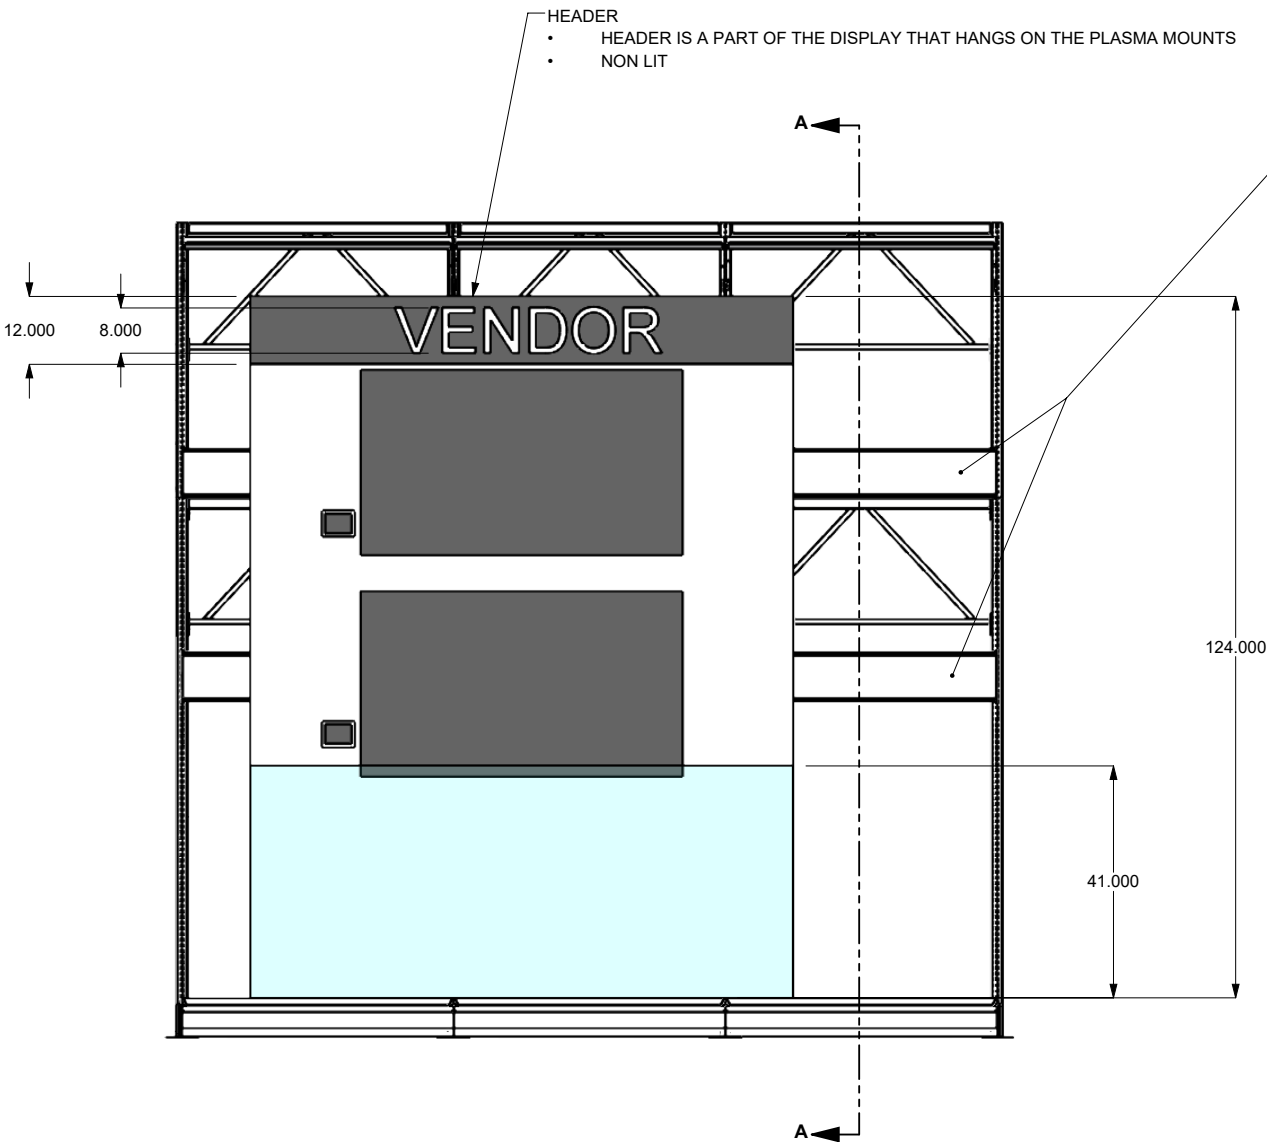 HEADER
• HEADER IS A PART OF THE DISPLAY THAT HANGS ON THE PLASMA MOUNTS
• NON LIT
A
12.000
8.000
VENDOR
124.000
41.000
A